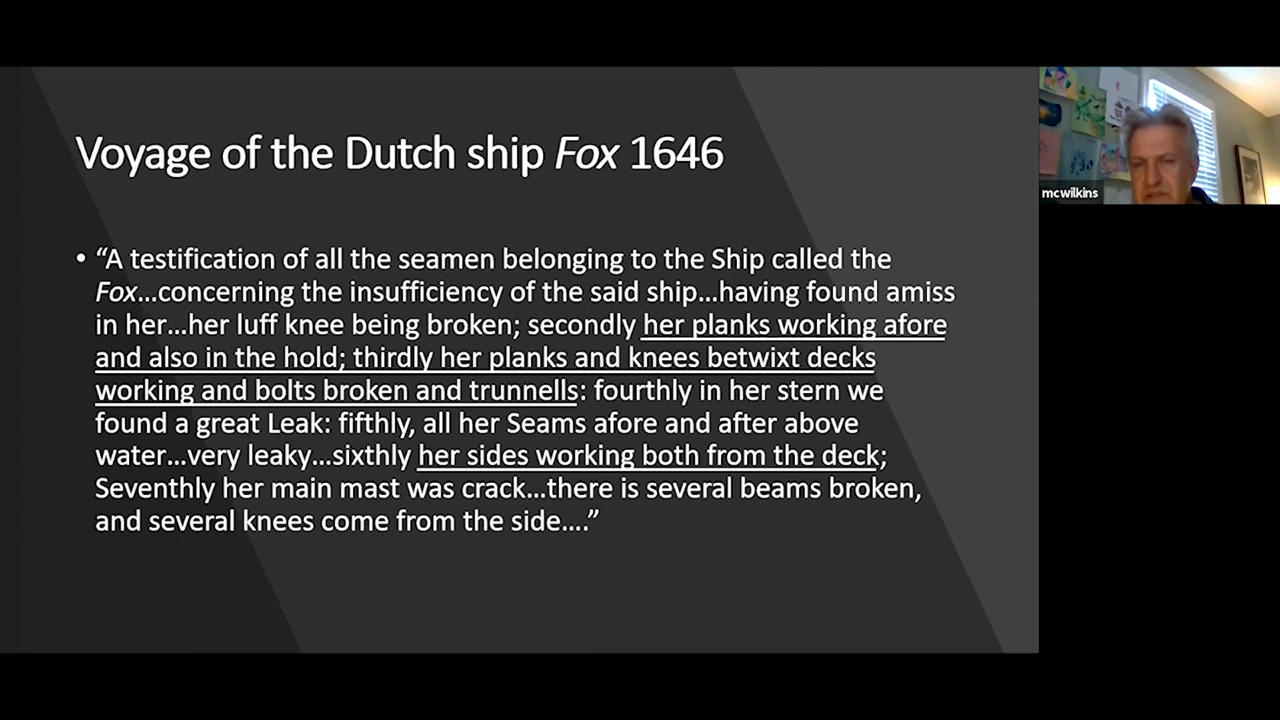 Voyage of the Dutch ship Fox 1646
• “A testification of all the seamen belonging to the Ship called the
Fox…concerning the insufficiency of the said ship…having found amiss
in her…her luff knee being broken; secondly her planks working afore
and also in the hold; thirdly her planks and knees betwixt decks
working and bolts broken and trunnells: fourthly in her stern we
found a great Leak: fifthly, all her Seams afore and after above
water…very leaky…sixthly her sides working both from the deck;
Seventhly her main mast was crack…there is several beams broken,
and several knees come from the side….”
mcwilkins